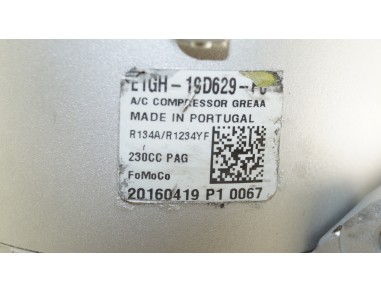 E1GH-19D629-
A/C COMPRESSOR GREAA
MADE IN PORTUGAL
R134A/R1234YF
230CC PAG
FoMoCo
20160419 P1 0067